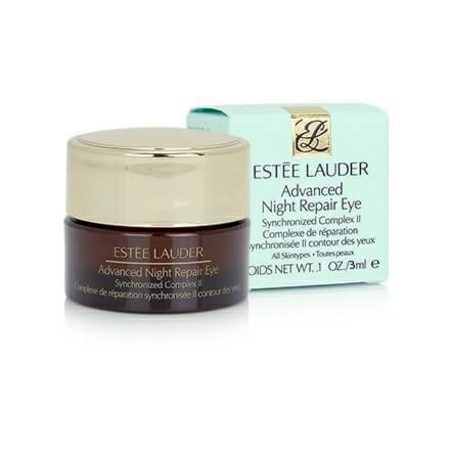 ESTĒE LAUDER
Advanced Night Repair Eye
Synchronized Complex II
Complexe de réparation synchronisée II contour des yeux
EL
ESTĒE LAUDER
Advanced
Night Repair Eye
Synchronized Complex II
Complexe de réparation
synchronisée II contour des yeux
All Skintypes • Toutes peaux
OIDS NET WT. .1 OZ./3ml e